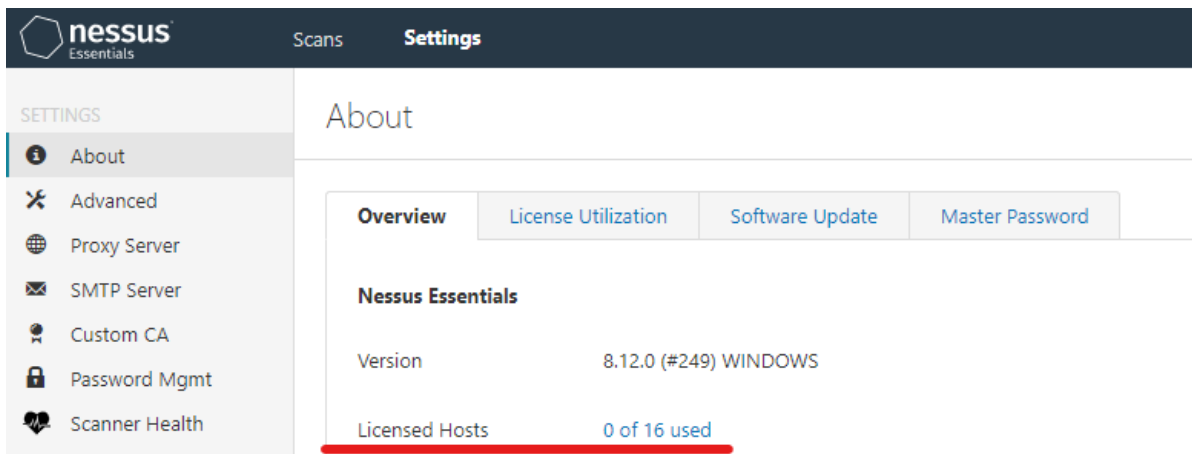 nessus
Essentials
Scans Settings
SETTINGS
About
Advanced
Proxy Server
SMTP Server
Custom CA
Password Mgmt
Scanner Health
About
Overview License Utilization Software Update Master Password
Nessus Essentials
Version 8.12.0 (#249) WINDOWS
Licensed Hosts 0 of 16 used